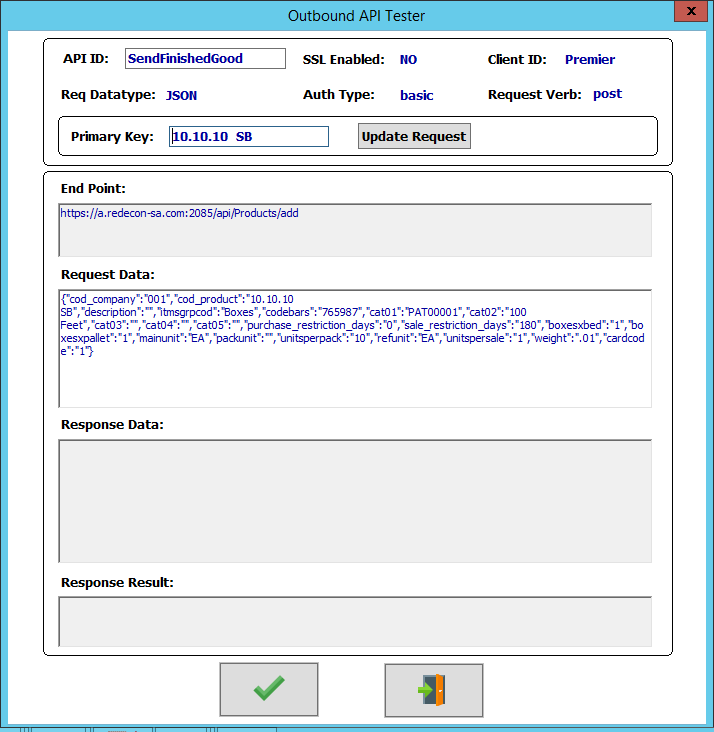 Outbound API Tester
x
API ID: SendFinishedGood SSL Enabled: NO Client ID: Premier
Req Datatype: JSON Auth Type: basic Request Verb: post
Primary Key: 10.10.10 SB Update Request
End Point:
https://a.redecon-sa.com:2085/api/Products/add
Request Data:
{"cod_company":"001","cod_product":"10.10.10
SB","description":"","itmsgrpcod":"Boxes","codebars":"765987","cat01":"PAT00001","cat02":"100
Feet","cat03":"","cat04":"","cat05":"","purchase_restriction_days":"0","sale_restriction_days":"180","boxesxbed":"1","bo
xesxpallet":"1","mainunit":"EA","packunit":"","unitsperpack":"10","refunit":"EA","unitspersale":"1","weight":".01","cardcod
e":"1"}
Response Data:
Response Result: